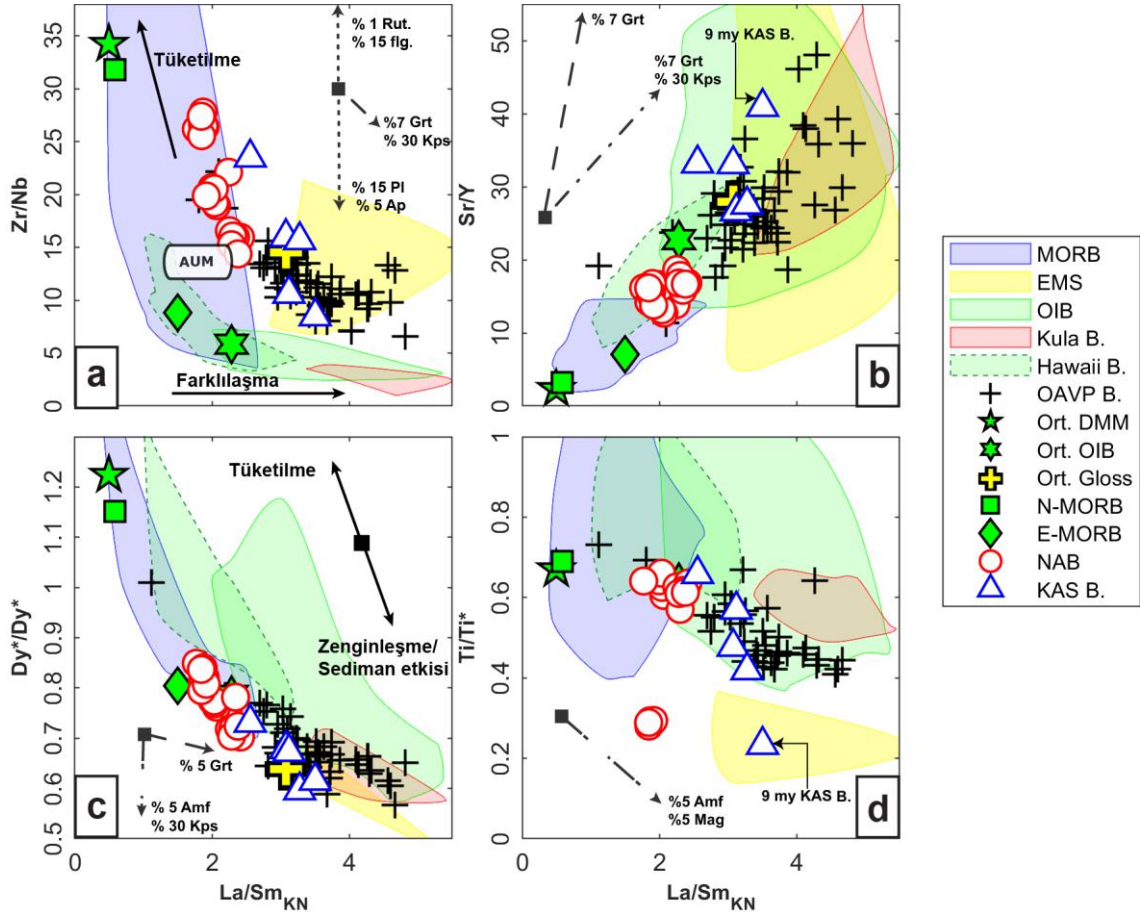 Zr/Nb
35
30
25
20
15
10
5
0
Tüketilme
% 1 Rut.
% 15 flg.
%7 Grt
% 30 Kps
% 15 Pl
% 5 Ap
AUM
Farklılaşma
a
Sr/Y
50
40
30
20
10
0
% 7 Grt
%7 Grt
% 30 Kps
9 my KAS B.
b
Dy*/Dy*
1.2
1.1
1
0.9
0.8
0.7
0.6
0.5
Tüketilme
Zenginleşme/
Sediman etkisi
% 5 Grt
% 5 Amf
% 30 Kps
c
0
2
4
La/SmKN
Ti/Ti*
1
0.8
0.6
0.4
0.2
0
%5 Amf
%5 Mag
9 my KAS B.
d
2
4
La/SmKN
MORB
EMS
OIB
Kula B.
Hawaii B.
OAVP B.
Ort. DMM
Ort. OIB
Ort. Gloss
N-MORB
E-MORB
NAB
KAS B.